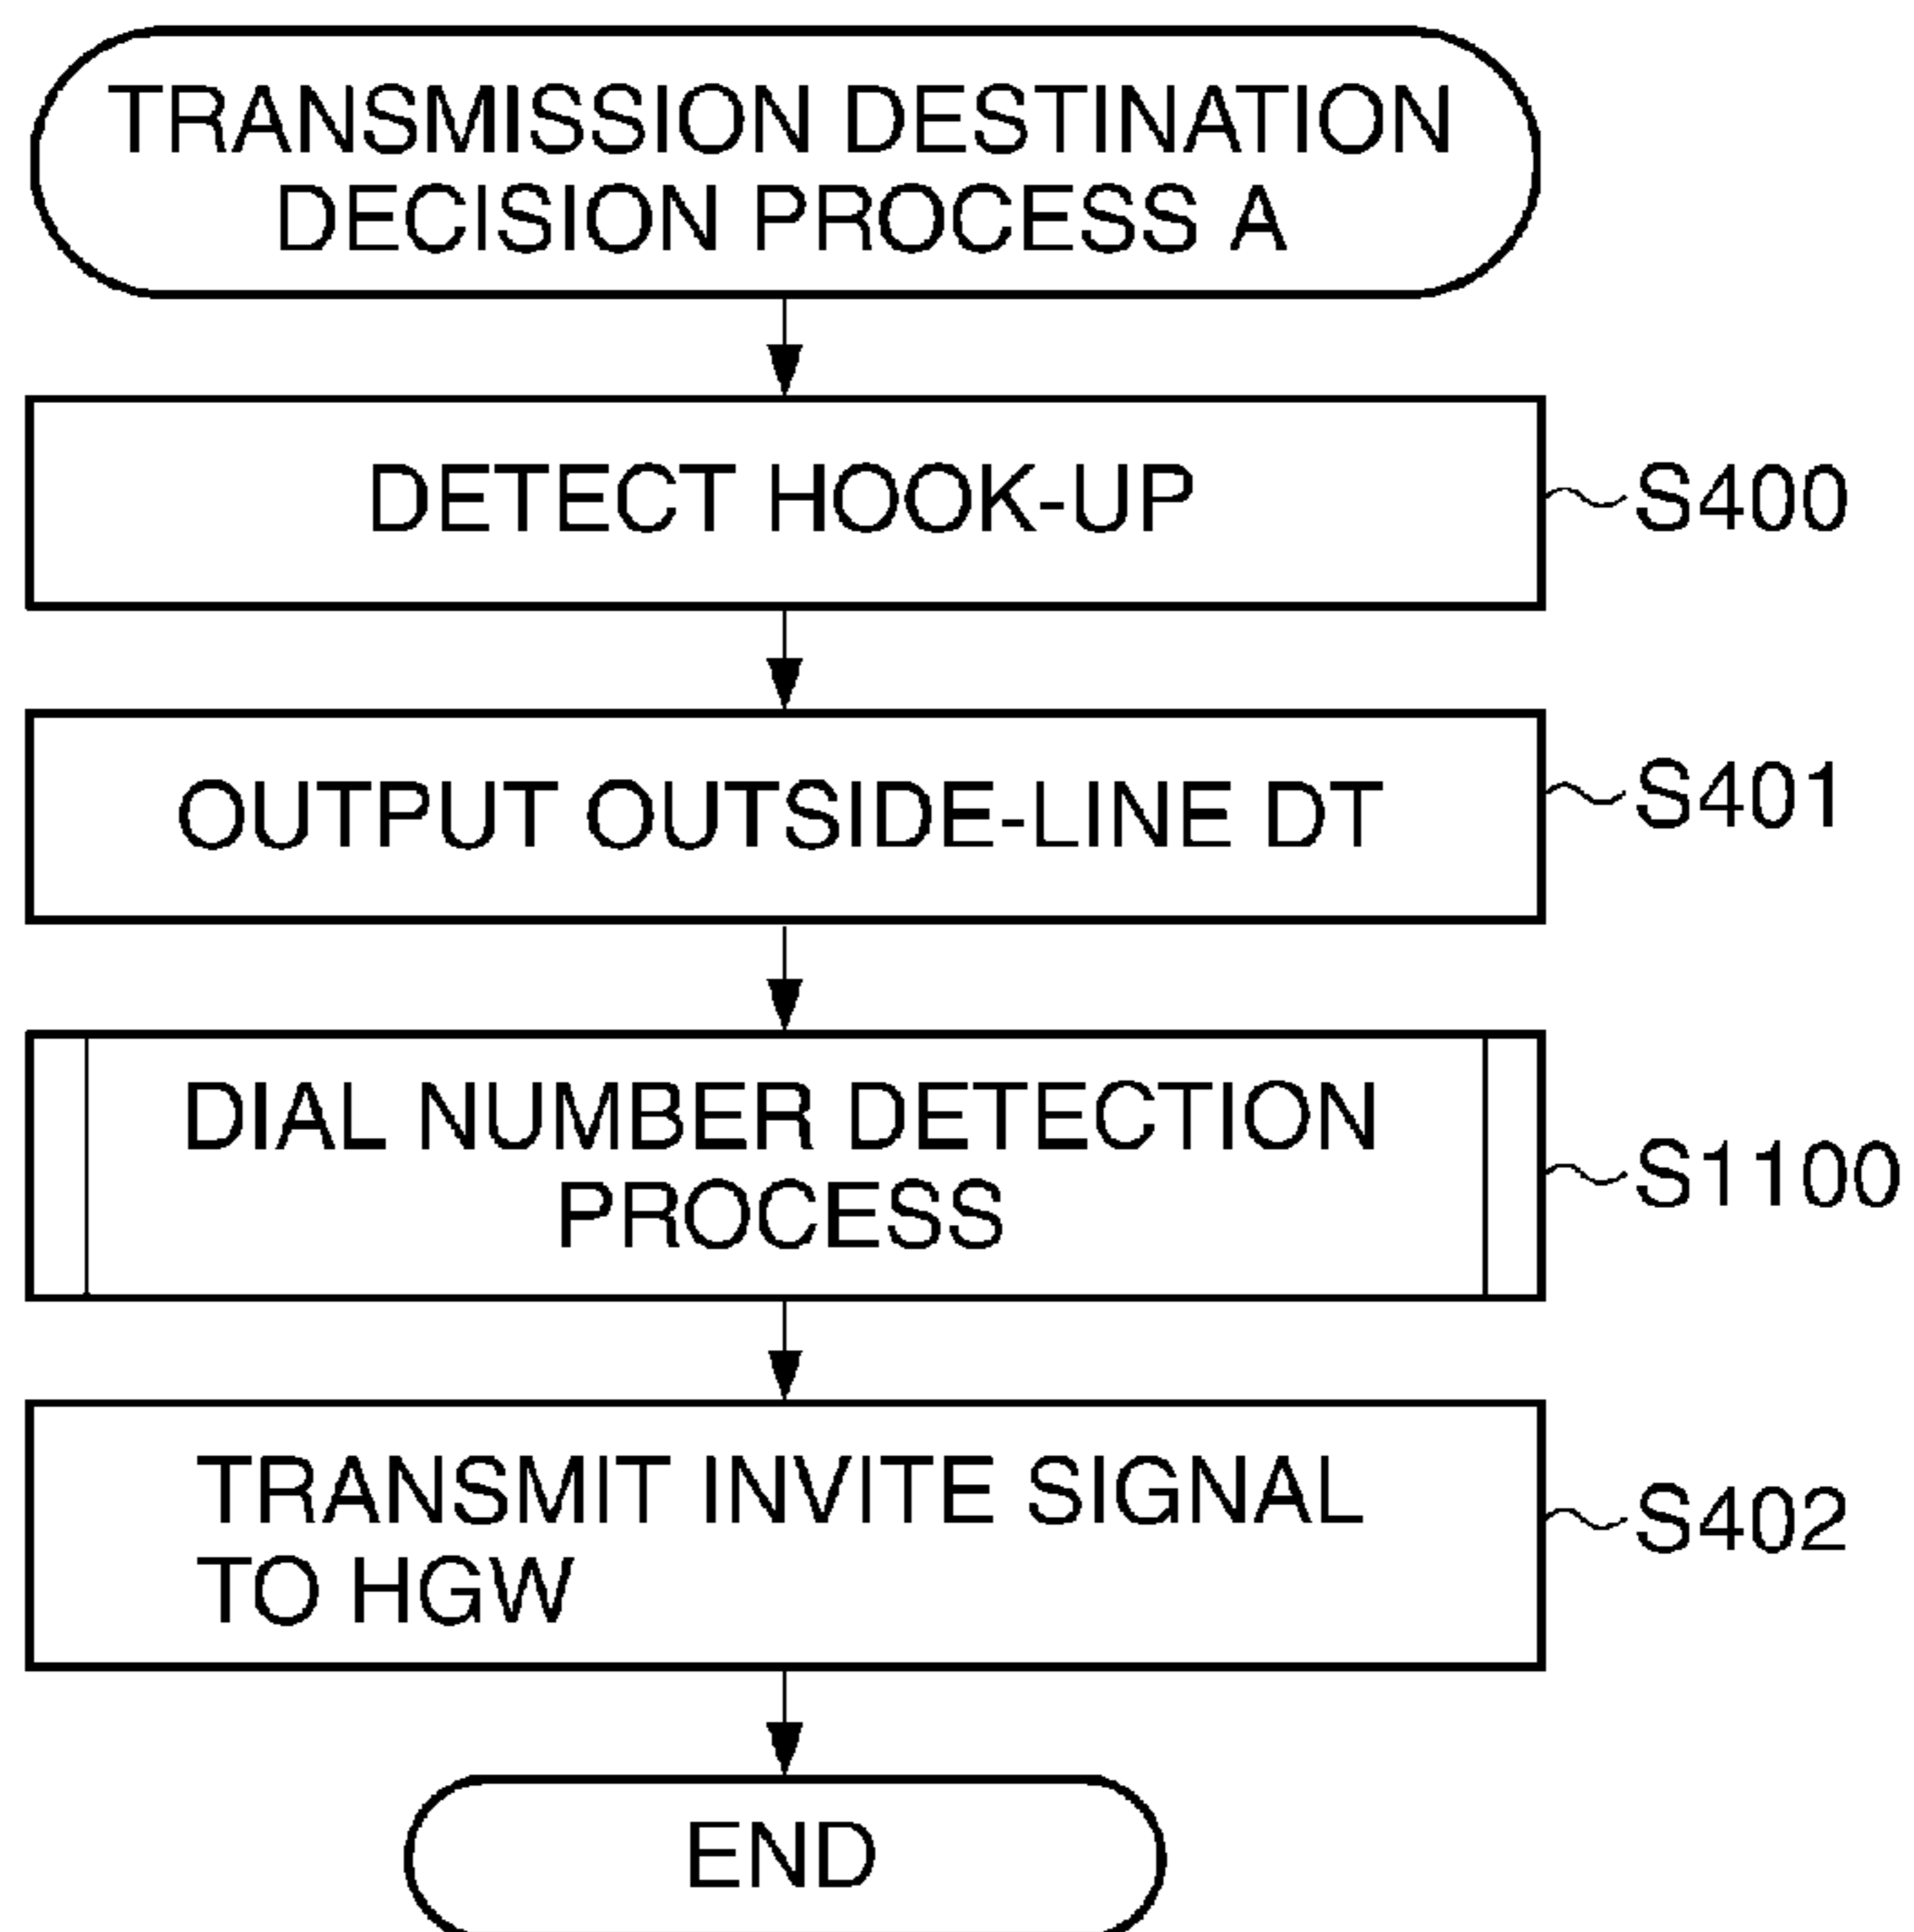 TRANSMISSION DESTINATION
DECISION PROCESS A
DETECT HOOK-UP
S400
OUTPUT OUTSIDE-LINE DT
S401
DIAL NUMBER DETECTION
PROCESS
S1100
TRANSMIT INVITE SIGNAL
TO HGW
S402
END